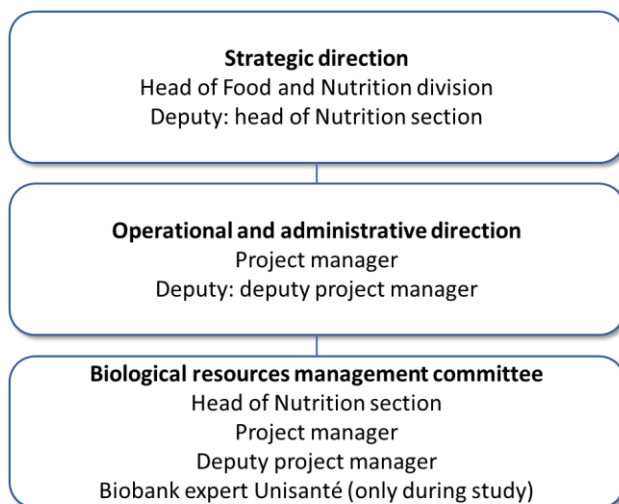 Strategic direction
Head of Food and Nutrition division
Deputy: head of Nutrition section
Operational and administrative direction
Project manager
Deputy: deputy project manager
Biological resources management committee
Head of Nutrition section
Project manager
Deputy project manager
Biobank expert Unisanté (only during study)